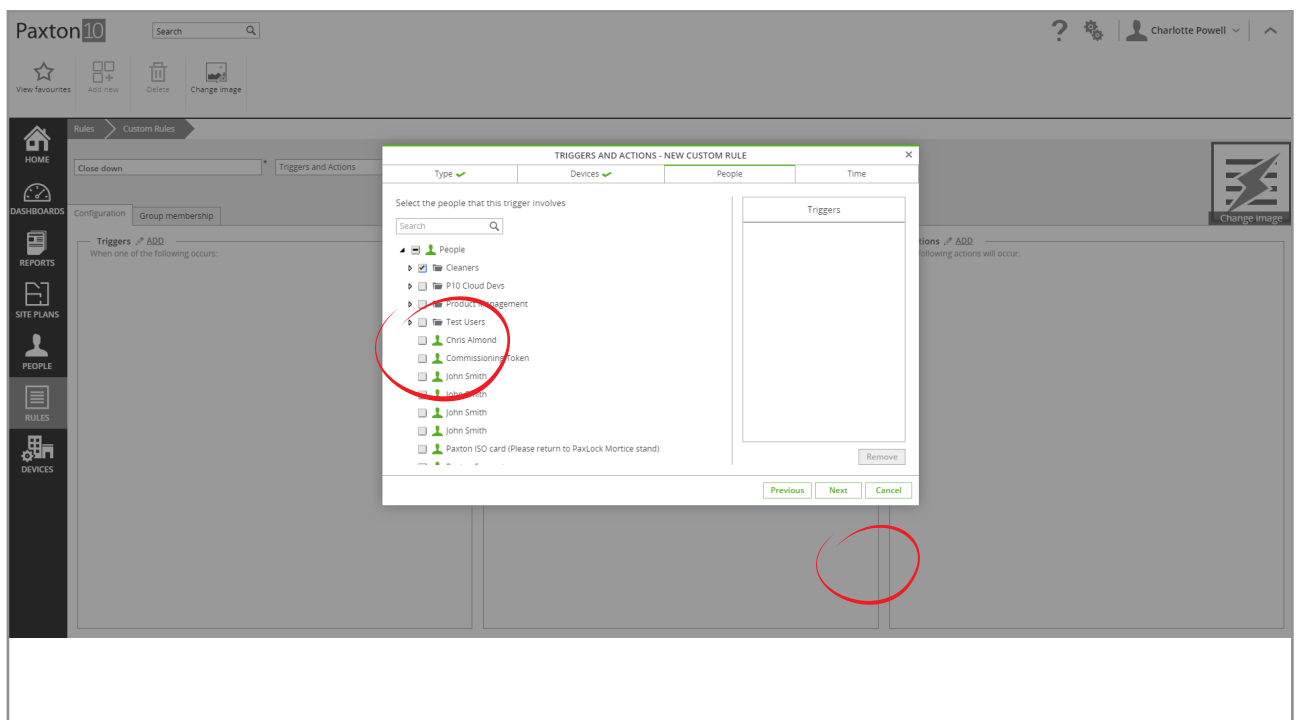 Paxton10
Search
Charlotte Powell
View favourites
Add new
Delete
Change image
Rules
Custom Rules
HOME
DASHBOARDS
REPORTS
SITE PLANS
PEOPLE
RULES
DEVICES
Close down
*
Triggers and Actions
Change image
Configuration
Group membership
Triggers ADD
When one of the following occurs:
ADD
following actions will occur:
TRIGGERS AND ACTIONS - NEW CUSTOM RULE
Type
Devices
People
Time
Select the people that this trigger involves
Search
People
Cleaners
P10 Cloud Devs
Product Management
Test Users
Chris Almond
Commissioning Token
John Smith
John Smith
John Smith
John Smith
Paxton ISO card (Please return to PaxLock Mortice stand)
Triggers
Remove
Previous
Next
Cancel